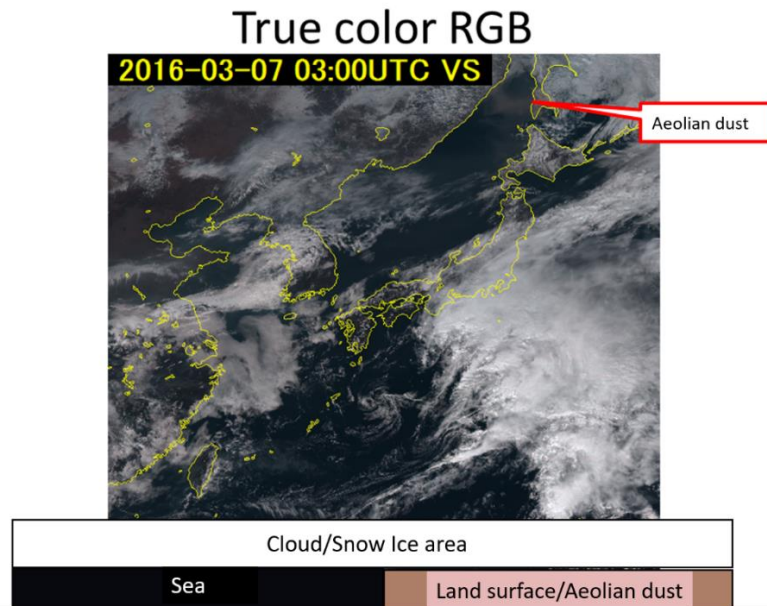 True color RGB
2016-03-07 03:00UTC VS
Aeolian dust
Cloud/Snow Ice area
Sea
Land surface/Aeolian dust